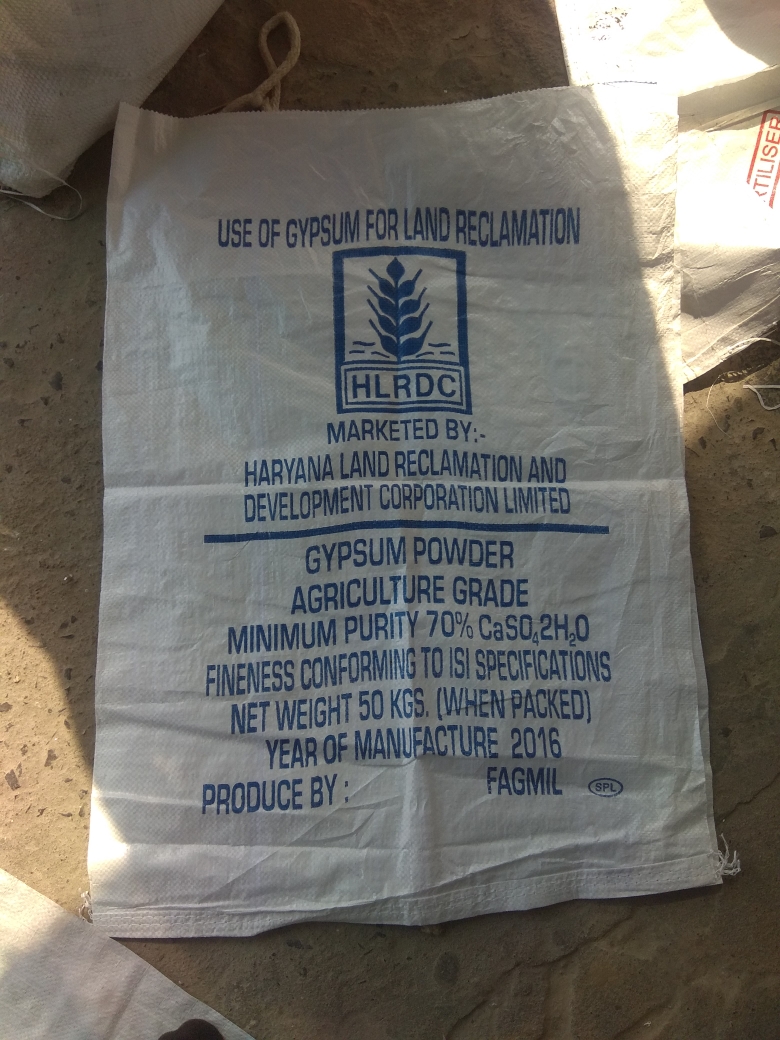 USE OF GYPSUM FOR LAND RECLAMATION
HLRDC
MARKETED BY:-
HARYANA LAND RECLAMATION AND
DEVELOPMENT CORPORATION LIMITED
GYPSUM POWDER
AGRICULTURE GRADE
MINIMUM PURITY 70% CaSO₄2H₂O
FINENESS CONFORMING TO ISI SPECIFICATIONS
NET WEIGHT 50 KGS. (WHEN PACKED)
YEAR OF MANUFACTURE 2016
PRODUCE BY : FAGMIL SPL
TILISER